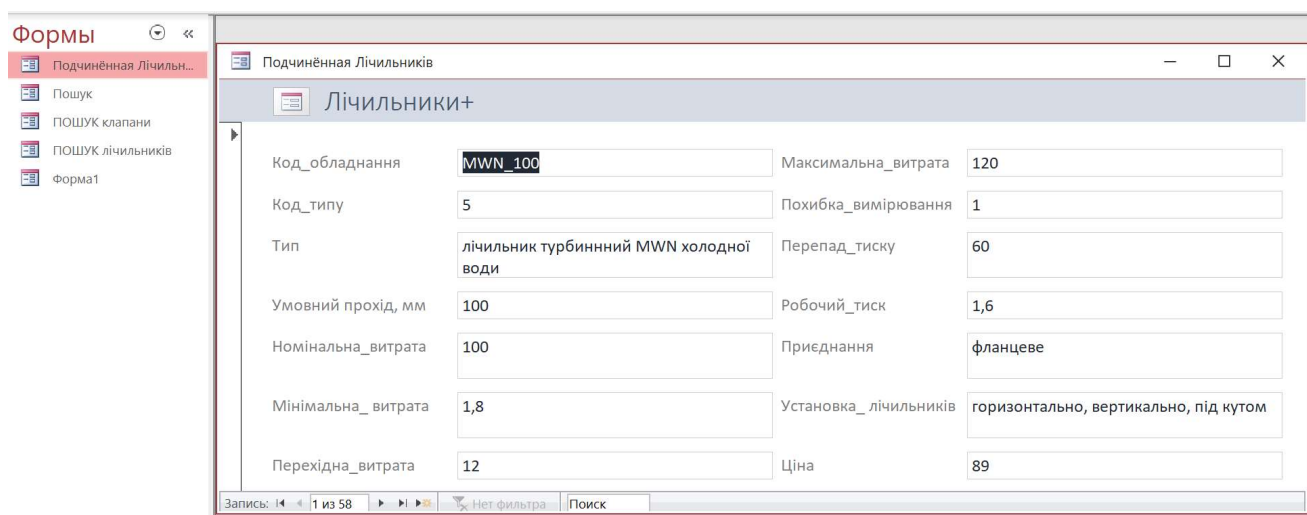 Формы
Подчинённая Лічильн...
Пошук
ПОШУК клапани
ПОШУК лічильників
Форма1
Подчинённая Лічильників
Лічильники+
Код_обладнання MWN_100 Максимальна_витрата 120
Код_типу 5 Похибка_вимірювання 1
Тип лічильник турбиннний MWN холодної Перепад_тиску 60
води
Умовний прохід, мм 100 Робочий_тиск 1,6
Номінальна_витрата 100 Приєднання фланцеве
Мінімальна_ витрата 1,8 Установка_ лічильників горизонтально, вертикально, під кутом
Перехідна_витрата 12 Ціна 89
Запись: 1 из 58 Нет фильтра Поиск